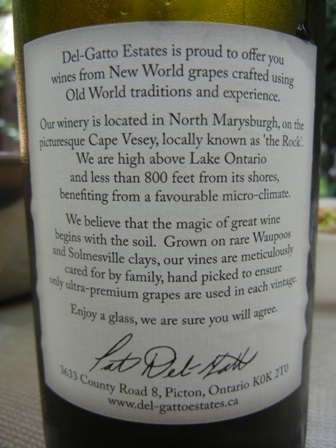 Del-Gatto Estates is proud to offer you
wines from New World grapes crafted using
Old World traditions and experience.
Our winery is located in North Marysburgh, on the
picturesque Cape Vesey, locally known as 'the Rock'.
We are high above Lake Ontario
and less than 800 feet from its shores,
benefiting from a favourable micro-climate.
We believe that the magic of great wine
begins with the soil. Grown on rare Waupoos
and Solmesville clays, our vines are meticulously
cared for by family, hand picked to ensure
only ultra-premium grapes are used in each vintage.
Enjoy a glass, we are sure you will agree.
Pat Del-Gatto
3633 County Road 8, Picton, Ontario K0K 2T0
www.del-gattoestates.ca